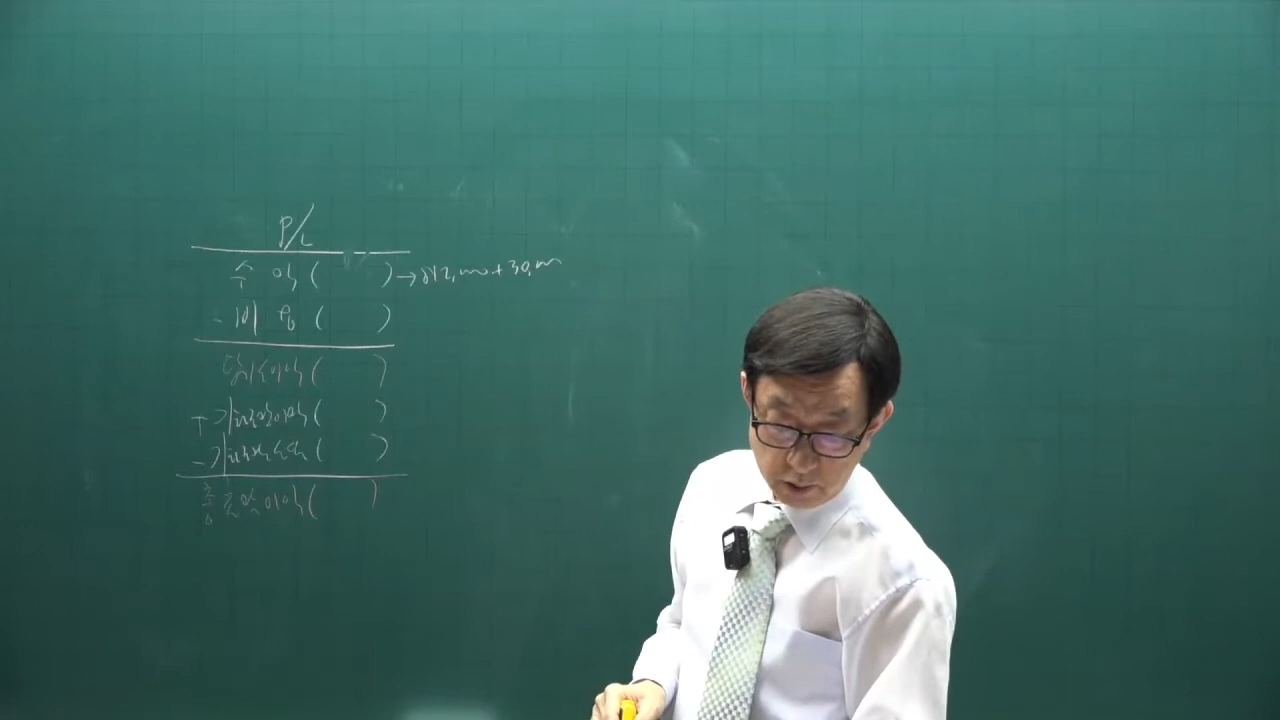 P/L
수 익 (          ) →812,000+30,000
- 비 용 (          )
당기순이익 (          )
+ 기타포괄이익 (          )
- 기타포괄손실 (          )
총포괄이익 (          )